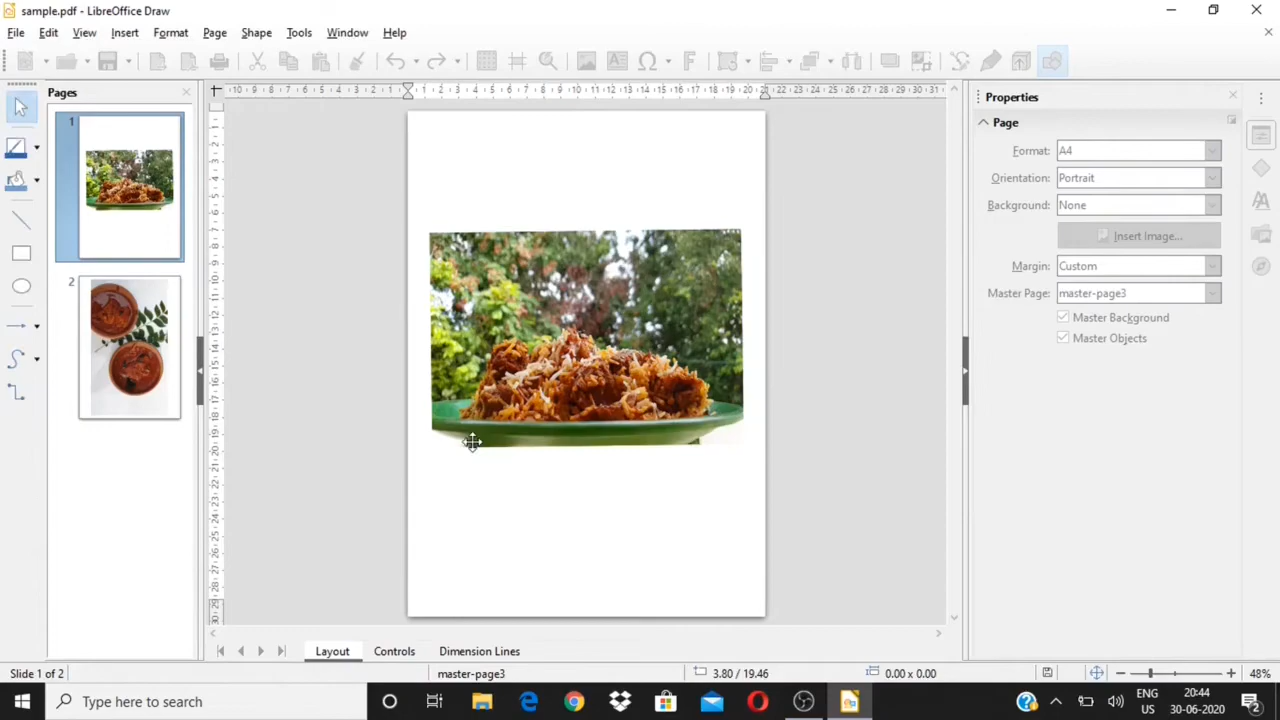 sample.pdf - LibreOffice Draw
File Edit View Insert Format Page Shape Tools Window Help
Pages
1
2
Properties
Page
Format: A4
Orientation: Portrait
Background: None
Insert Image...
Margin: Custom
Master Page: master-page3
Master Background
Master Objects
Layout Controls Dimension Lines
Slide 1 of 2
master-page3
3.80 / 19.46
0.00 x 0.00
48%
Type here to search
ENG
US
20:44
30-06-2020
2